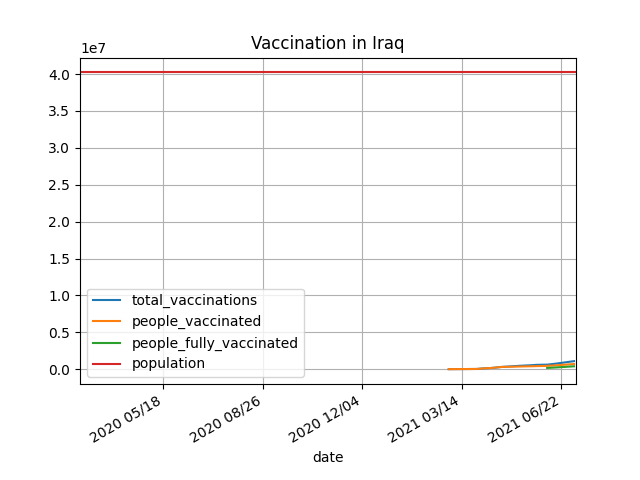 Vaccination in Iraq
1e7
4.0
3.5
3.0
2.5
2.0
1.5
1.0
0.5
0.0
total_vaccinations
people_vaccinated
people_fully_vaccinated
population
2020 05/18
2020 08/26
2020 12/04
2021 03/14
2021 06/22
date